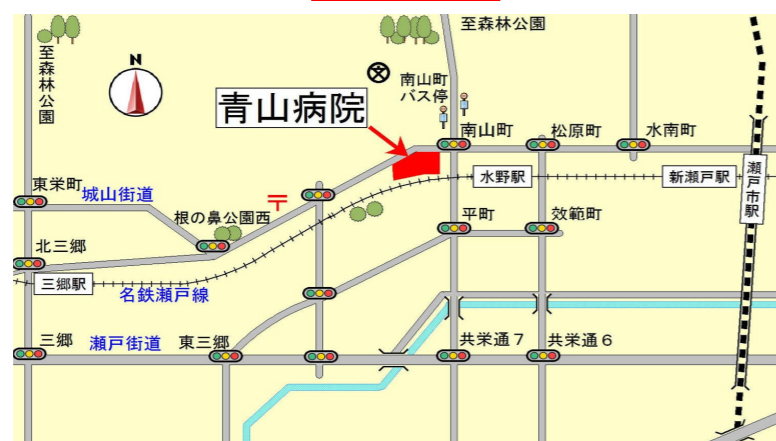 至森林公園
至森林公園
N
南山町
バス停
青山病院
南山町
松原町
水南町
瀬戸市駅
東栄町
城山街道
水野駅
新瀬戸駅
根の鼻公園西
〒
平町
効範町
北三郷
三郷駅
名鉄瀬戸線
三郷
瀬戸街道
東三郷
共栄通7
共栄通6